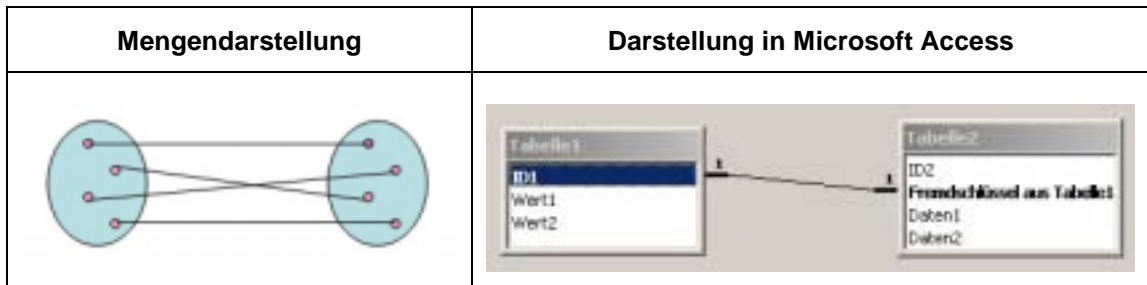 Mengendarstellung
Darstellung in Microsoft Access
Tabelle1
ID1
Wert1
Wert2
1
1
Tabelle2
ID2
Fremdschlüssel aus Tabelle1
Daten1
Daten2